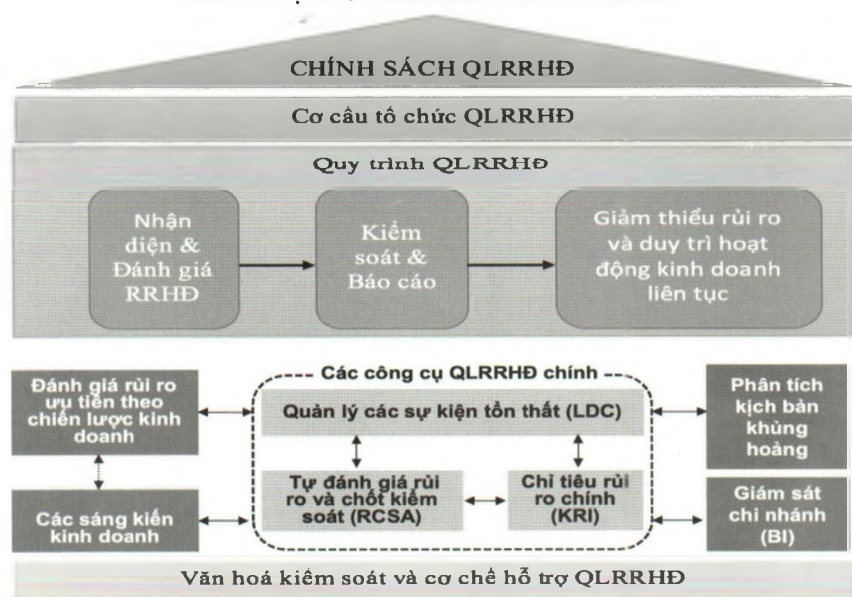 CHÍNH SÁCH QLRRHĐ
Cơ cấu tổ chức QLRRHĐ
Quy trình QLRRHĐ
Nhận
diện &
Đánh giá
RRHĐ
Kiểm
soát &
Báo cáo
Giảm thiểu rủi ro
và duy trì hoạt
động kinh doanh
liên tục
Các công cụ QLRRHĐ chính
Đánh giá rủi ro
ưu tiên theo
chiến lược kinh
doanh
Quản lý các sự kiện tổn thất (LDC)
Phân tích
kịch bản
khủng
hoảng
Tự đánh giá rủi
ro và chốt kiểm
soát (RCSA)
Chỉ tiêu rủi
ro chính
(KRI)
Các sáng kiến
kinh doanh
Giám sát
chi nhánh
(BI)
Văn hoá kiểm soát và cơ chế hỗ trợ QLRRHĐ